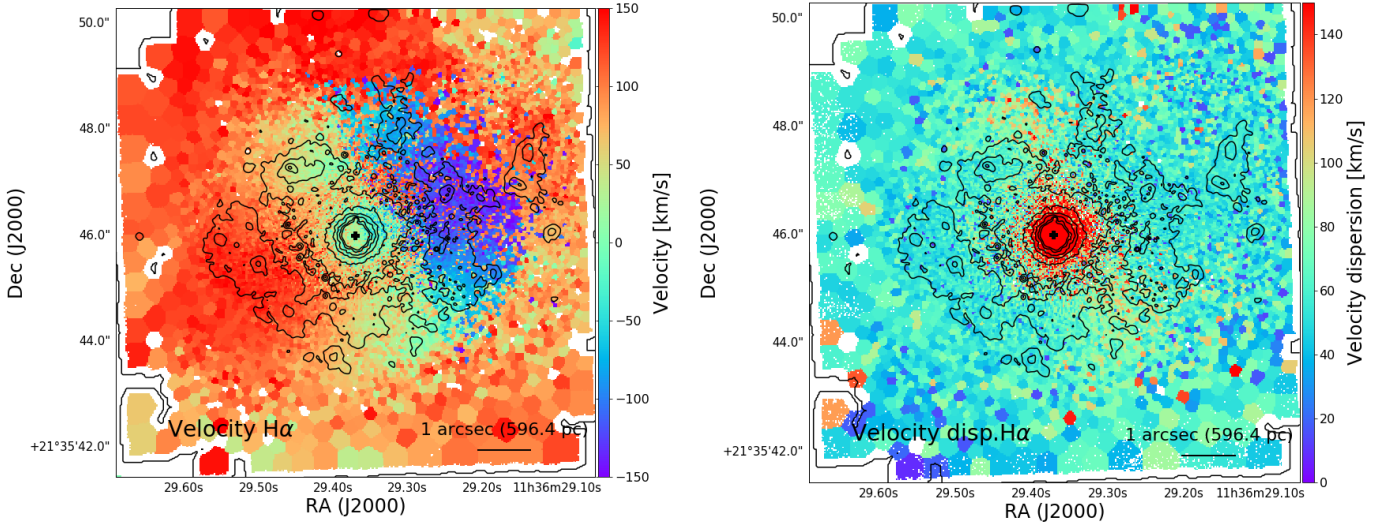 50.0"
48.0"
46.0"
44.0"
+21°35'42.0"
Dec (J2000)
Velocity Hα
1 arcsec (596.4 pc)
29.60s 29.50s 29.40s 29.30s 29.20s 11h36m29.10s
RA (J2000)
150
100
50
0
−50
−100
−150
Velocity [km/s]
50.0"
48.0"
46.0"
44.0"
+21°35'42.0"
Dec (J2000)
Velocity disp.Hα
1 arcsec (596.4 pc)
29.60s 29.50s 29.40s 29.30s 29.20s 11h36m29.10s
RA (J2000)
140
120
100
80
60
40
20
0
Velocity dispersion [km/s]